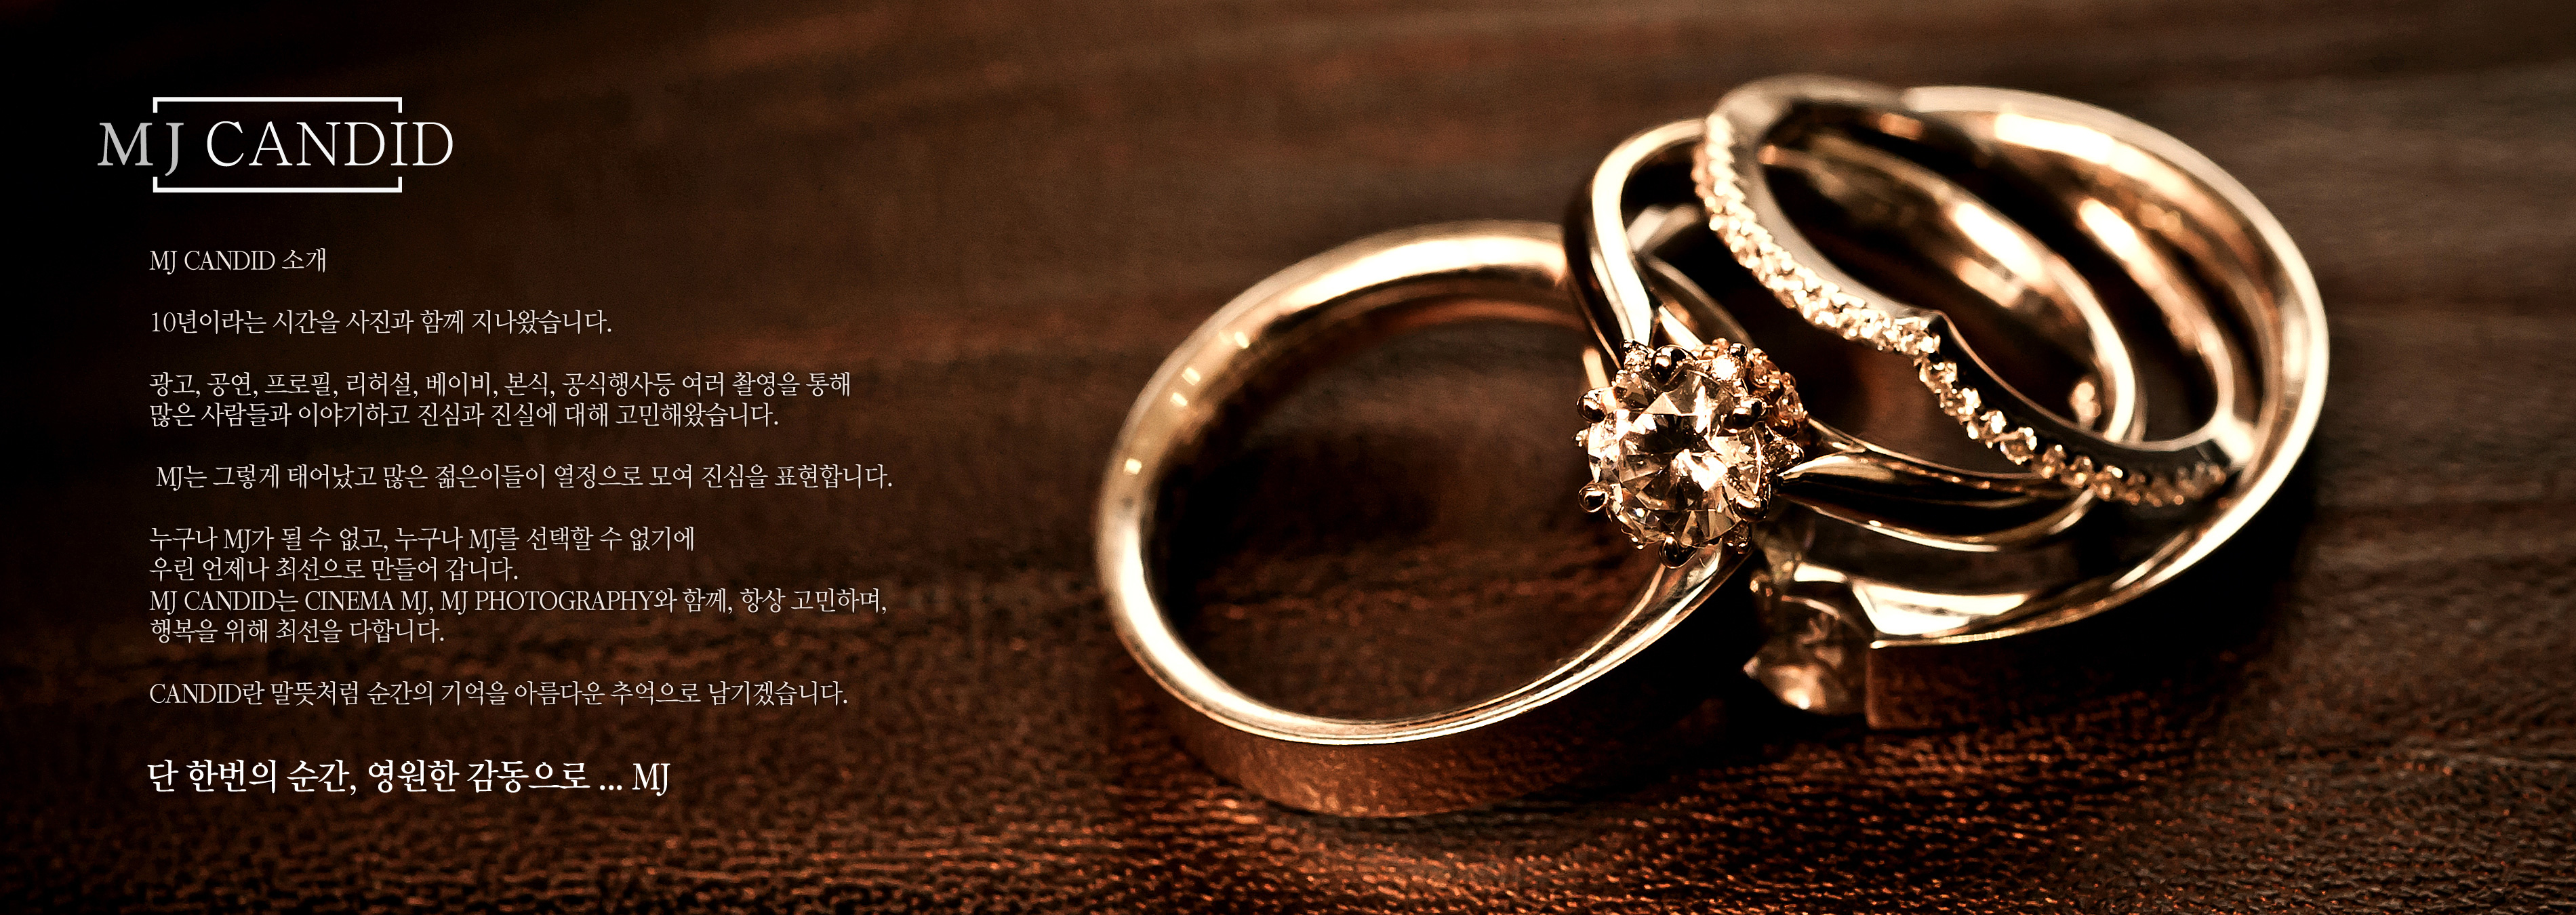 MJ CANDID
MJ CANDID 소개
10년이라는 시간을 사진과 함께 지나왔습니다.
광고, 공연, 프로필, 리허설, 베이비, 본식, 공식행사등 여러 촬영을 통해
많은 사람들과 이야기하고 진심과 진실에 대해 고민해왔습니다.
MJ는 그렇게 태어났고 많은 젊은이들이 열정으로 모여 진심을 표현합니다.
누구나 MJ가 될 수 없고, 누구나 MJ를 선택할 수 없기에
우린 언제나 최선으로 만들어 갑니다.
MJ CANDID는 CINEMA MJ, MJ PHOTOGRAPHY와 함께, 항상 고민하며,
행복을 위해 최선을 다합니다.
CANDID란 말뜻처럼 순간의 기억을 아름다운 추억으로 남기겠습니다.
단 한번의 순간, 영원한 감동으로 ... MJ